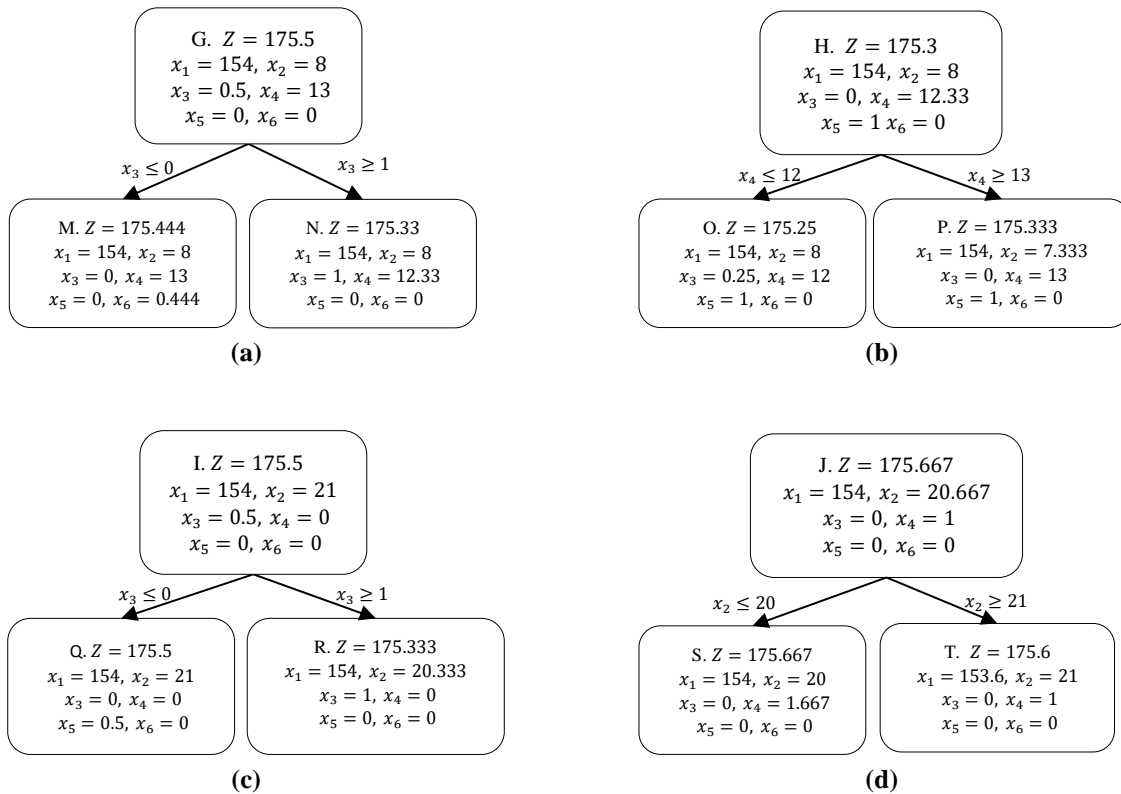 G. Z = 175.5
x₁ = 154, x₂ = 8
x₃ = 0.5, x₄ = 13
x₅ = 0, x₆ = 0
x₃ ≤ 0
x₃ ≥ 1
M. Z = 175.444
x₁ = 154, x₂ = 8
x₃ = 0, x₄ = 13
x₅ = 0, x₆ = 0.444
N. Z = 175.33
x₁ = 154, x₂ = 8
x₃ = 1, x₄ = 12.33
x₅ = 0, x₆ = 0
(a)
H. Z = 175.3
x₁ = 154, x₂ = 8
x₃ = 0, x₄ = 12.33
x₅ = 1 x₆ = 0
x₄ ≤ 12
x₄ ≥ 13
O. Z = 175.25
x₁ = 154, x₂ = 8
x₃ = 0.25, x₄ = 12
x₅ = 1, x₆ = 0
P. Z = 175.333
x₁ = 154, x₂ = 7.333
x₃ = 0, x₄ = 13
x₅ = 1, x₆ = 0
(b)
I. Z = 175.5
x₁ = 154, x₂ = 21
x₃ = 0.5, x₄ = 0
x₅ = 0, x₆ = 0
x₃ ≤ 0
x₃ ≥ 1
Q. Z = 175.5
x₁ = 154, x₂ = 21
x₃ = 0, x₄ = 0
x₅ = 0.5, x₆ = 0
R. Z = 175.333
x₁ = 154, x₂ = 20.333
x₃ = 1, x₄ = 0
x₅ = 0, x₆ = 0
(c)
J. Z = 175.667
x₁ = 154, x₂ = 20.667
x₃ = 0, x₄ = 1
x₅ = 0, x₆ = 0
x₂ ≤ 20
x₂ ≥ 21
S. Z = 175.667
x₁ = 154, x₂ = 20
x₃ = 0, x₄ = 1.667
x₅ = 0, x₆ = 0
T. Z = 175.6
x₁ = 153.6, x₂ = 21
x₃ = 0, x₄ = 1
x₅ = 0, x₆ = 0
(d)